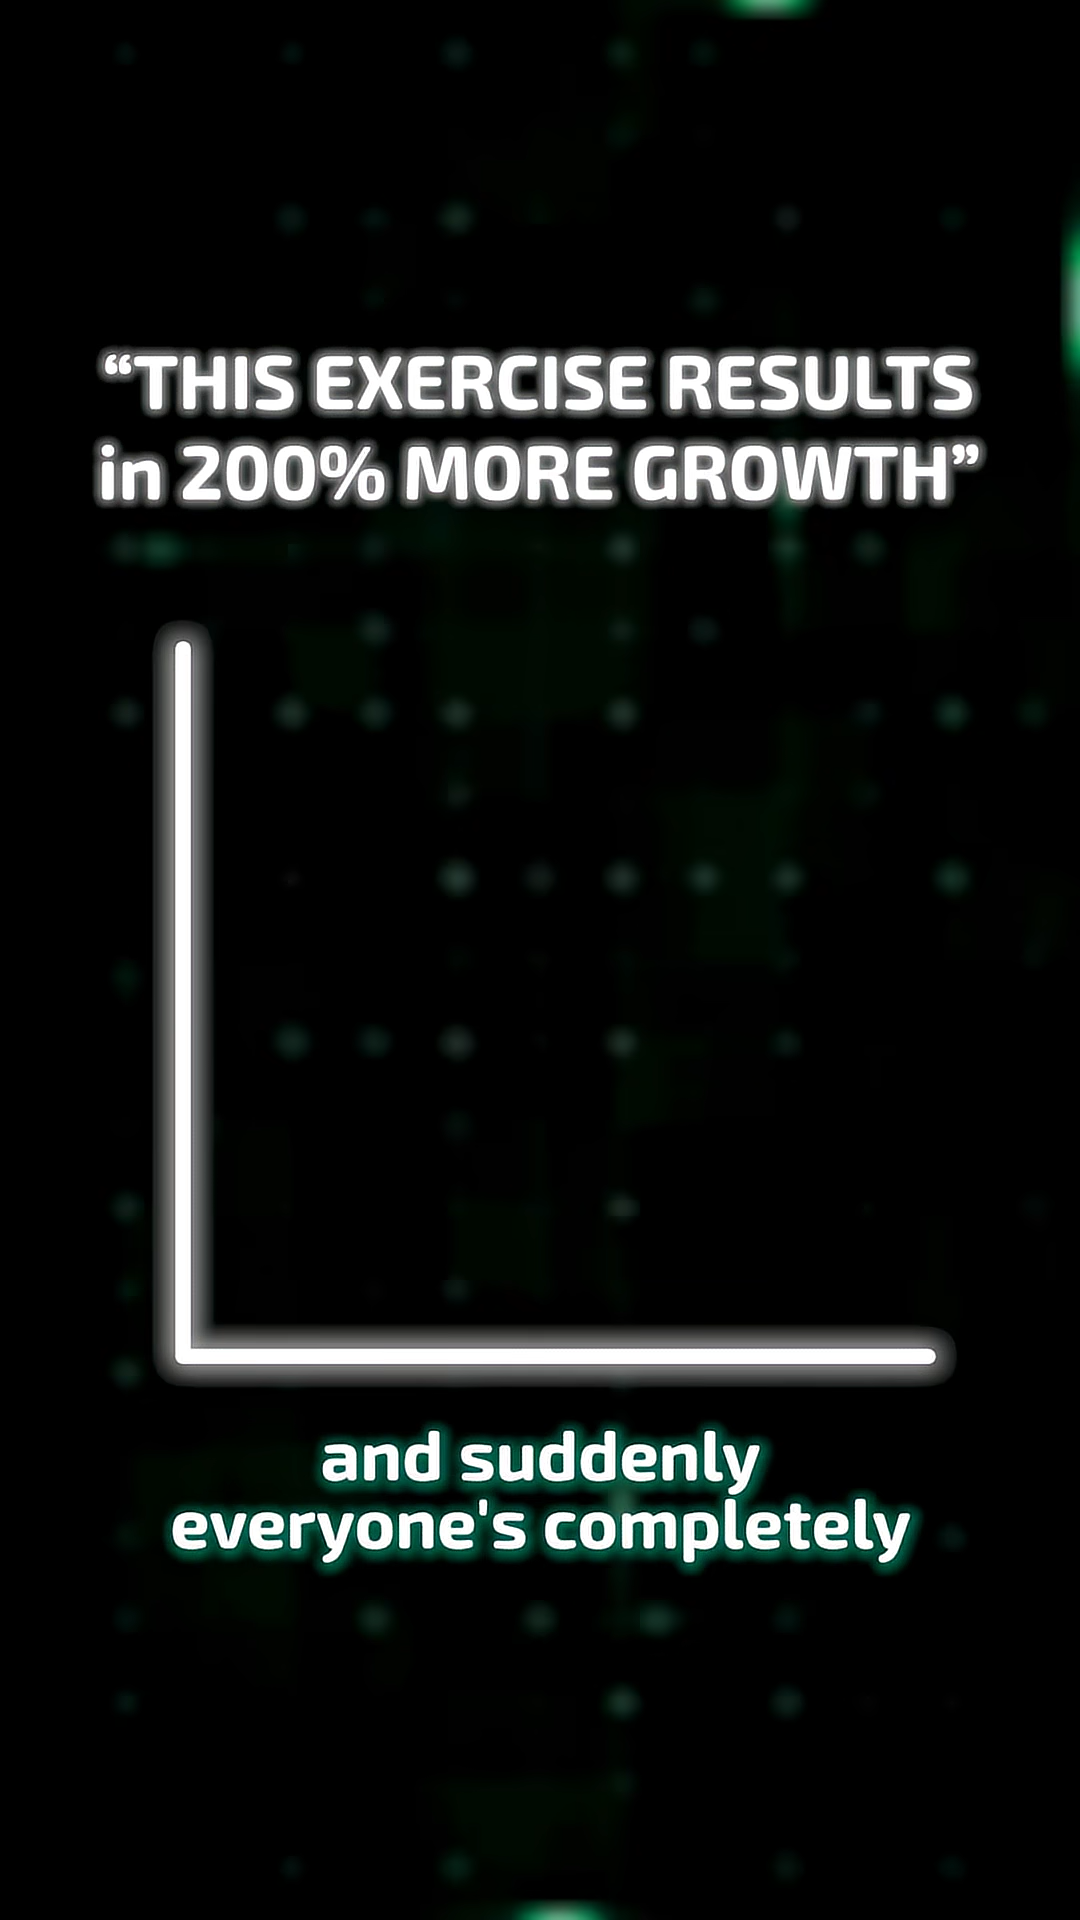 “THIS EXERCISE RESULTS
in 200% MORE GROWTH”
and suddenly
everyone's completely